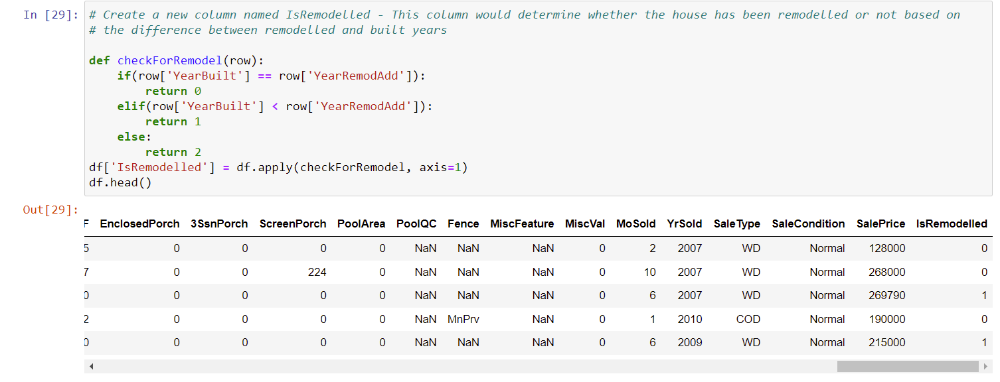 In [29]: # Create a new column named IsRemodelled - This column would determine whether the house has been remodelled or not based on
# the difference between remodelled and built years
def checkForRemodel(row):
    if(row['YearBuilt'] == row['YearRemodAdd']):
        return 0
    elif(row['YearBuilt'] < row['YearRemodAdd']):
        return 1
    else:
        return 2
df['IsRemodelled'] = df.apply(checkForRemodel, axis=1)
df.head()
Out[29]:
F EnclosedPorch 3SsnPorch ScreenPorch PoolArea PoolQC Fence MiscFeature MiscVal MoSold YrSold SaleType SaleCondition SalePrice IsRemodelled
5 0 0 0 0 NaN NaN NaN 0 2 2007 WD Normal 128000 0
7 0 0 224 0 NaN NaN NaN 0 10 2007 WD Normal 268000 0
0 0 0 0 0 NaN NaN NaN 0 6 2007 WD Normal 269790 1
2 0 0 0 0 NaN MnPrv NaN 0 1 2010 COD Normal 190000 0
0 0 0 0 0 NaN NaN NaN 0 6 2009 WD Normal 215000 1